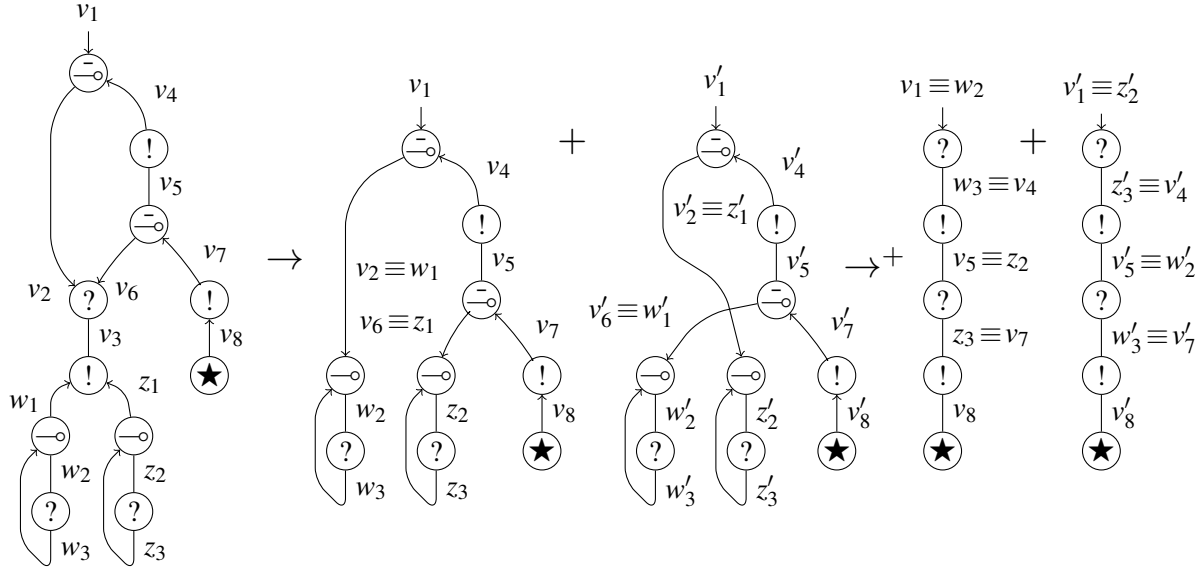 v₁
-
v₄
!
v₅
-
v₇
v₂
?
v₆
!
v₃
v₈
!
★
w₁
z₁
w₂
z₂
?
?
w₃
z₃
→
v₁
-
v₄
!
v₂ ≡ w₁
v₅
-
v₆ ≡ z₁
v₇
!
w₂
z₂
v₈
?
?
★
w₃
z₃
+
v′₁
-
v′₄
v′₂ ≡ z′₁
!
v′₅
-
v′₆ ≡ w′₁
v′₇
!
w′₂
z′₂
v′₈
?
?
★
w′₃
z′₃
→⁺
v₁ ≡ w₂
?
w₃ ≡ v₄
!
v₅ ≡ z₂
?
z₃ ≡ v₇
!
v₈
★
+
v′₁ ≡ z′₂
?
z′₃ ≡ v′₄
!
v′₅ ≡ w′₂
?
w′₃ ≡ v′₇
!
v′₈
★